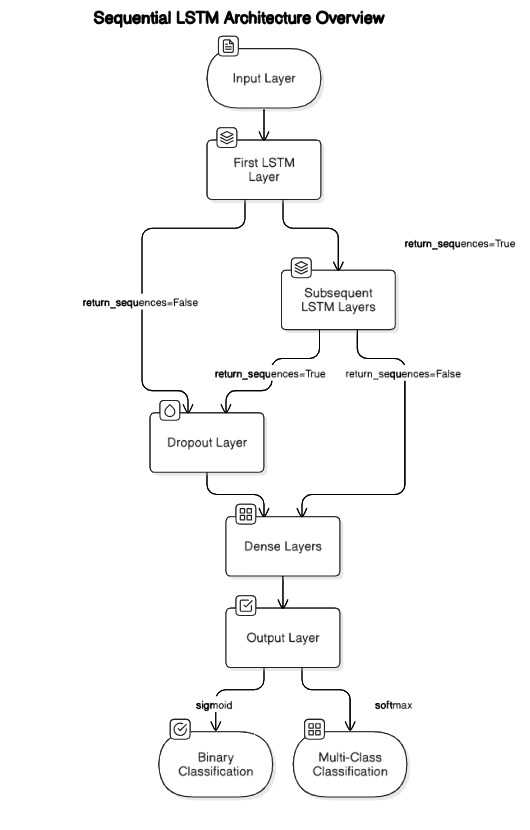 Sequential LSTM Architecture Overview
Input Layer
First LSTM
Layer
return_sequences=True
Subsequent
LSTM Layers
return_sequences=False
return_sequences=True
return_sequences=False
Dropout Layer
Dense Layers
Output Layer
sigmoid
softmax
Binary
Classification
Multi-Class
Classification